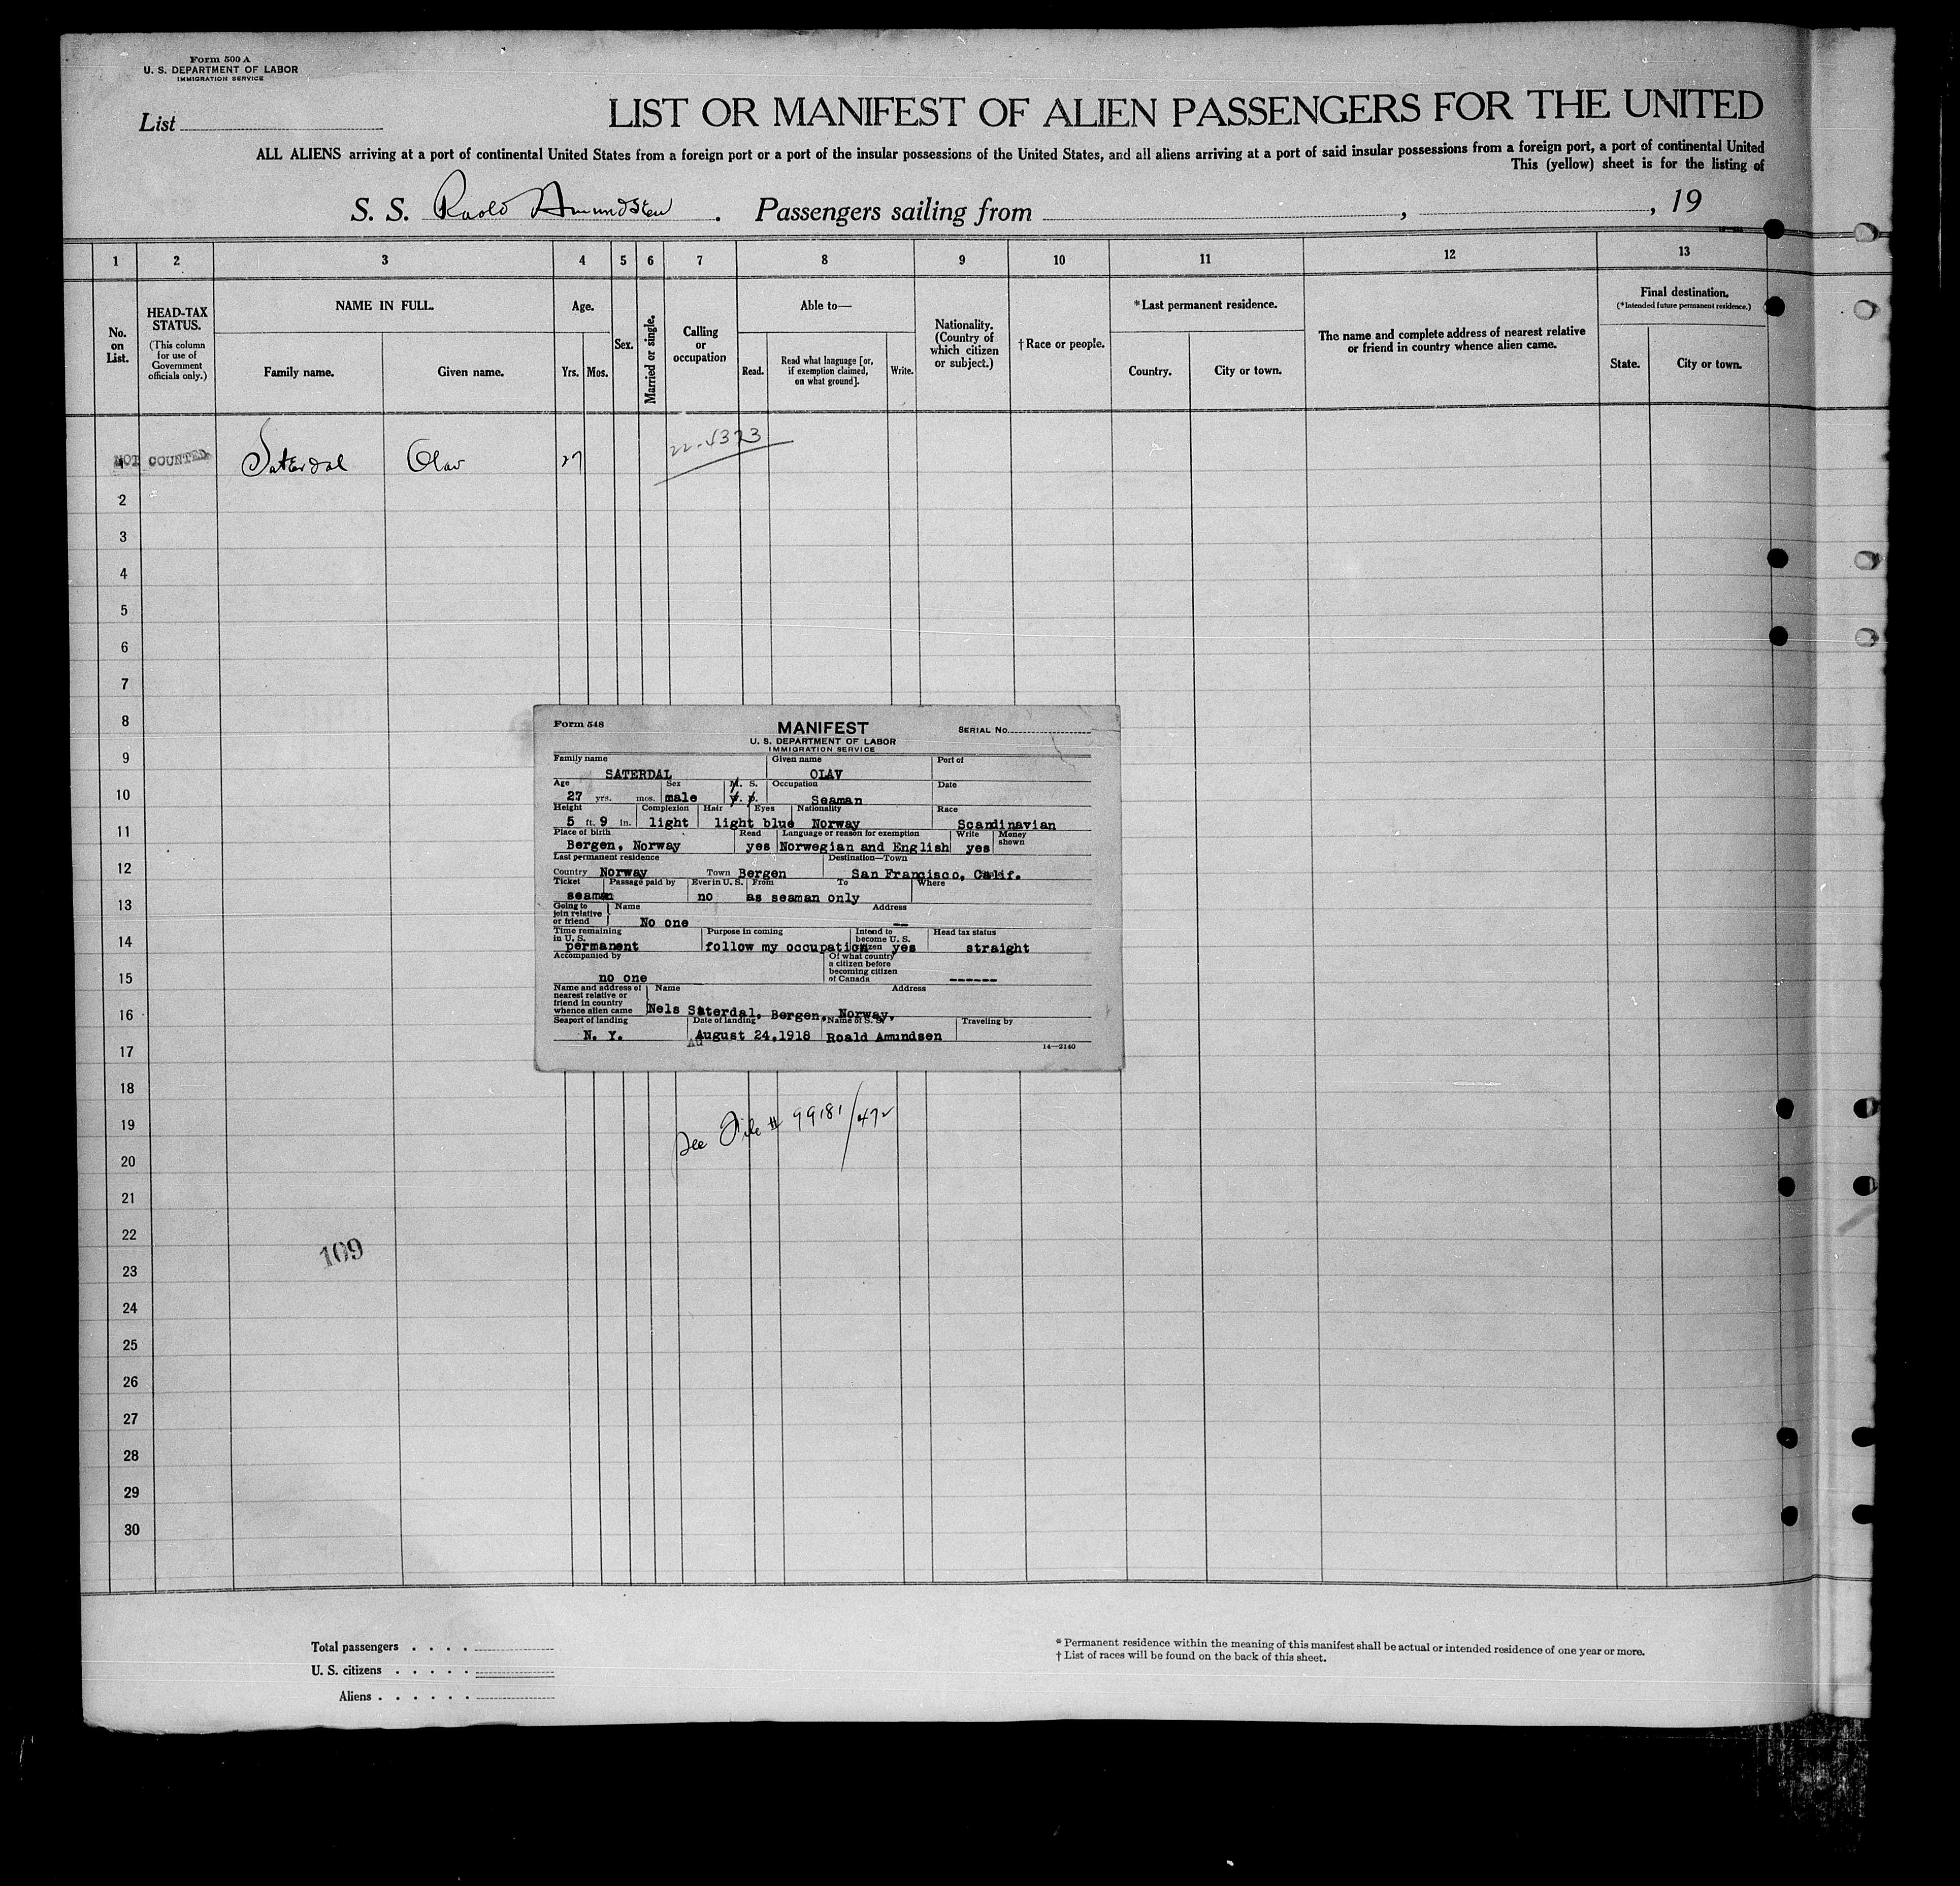 Form 500 A
U. S. DEPARTMENT OF LABOR
IMMIGRATION SERVICE
List
LIST OR MANIFEST OF ALIEN PASSENGERS FOR THE UNITED
ALL ALIENS arriving at a port of continental United States from a foreign port or a port of the insular possessions of the United States, and all aliens arriving at a port of said insular possessions from a foreign port, a port of continental United
This (yellow) sheet is for the listing of
S. S. Raold Amundsten. Passengers sailing from , , 19
1 2 3 4 5 6 7 8 9 10 11 12 13
No. on List.
HEAD-TAX STATUS.
(This column for use of Government officials only.)
NAME IN FULL.
Family name.
Given name.
Age.
Yrs.
Mos.
Sex.
Married or single.
Calling or occupation
Able to—
Read.
Read what language [or, if exemption claimed, on what ground].
Write.
Nationality. (Country of which citizen or subject.)
† Race or people.
*Last permanent residence.
Country.
City or town.
The name and complete address of nearest relative or friend in country whence alien came.
Final destination.
(*Intended future permanent residence.)
State.
City or town.
1 NOT COUNTED Saterdal Olav 27
2
3
4
5
6
7
8
9
10
11
12
13
14
15
16
17
18
19
20
21
22
23
24
25
26
27
28
29
30
Form 548
MANIFEST
SERIAL No.
U. S. DEPARTMENT OF LABOR
IMMIGRATION SERVICE
Family name Given name Port of
SATERDAL OLAV
Age Sex M. S. Occupation Date
27 yrs. mos. male W. D. Seaman
Height Complexion Hair Eyes Nationality Race
5 ft. 9 in. light light blue Norway Scandinavian
Place of birth Read Language or reason for exemption Write Money shown
Bergen, Norway yes Norwegian and English yes
Last permanent residence Destination—Town
Country Norway Town Bergen San Francisco, Calif.
Ticket Passage paid by Ever in U. S. From To Where
seaman no as seaman only
Going to join relative or friend Name Address
No one --
Time remaining in U. S. Purpose in coming Intend to become U. S. citizen Head tax status
permanent follow my occupation yes straight
Accompanied by Of what country a citizen before becoming citizen of Canada
no one ------
Name and address of nearest relative or friend in country whence alien came Name Address
Nels Saterdal, Bergen, Norway,
Seaport of landing Date of landing Name of S. S. Traveling by
N. Y. August 24,1918 Roald Amundsen
14—2140
See File # 99181/472
109
Total passengers . . . .
U. S. citizens . . . . .
Aliens . . . . . .
* Permanent residence within the meaning of this manifest shall be actual or intended residence of one year or more.
† List of races will be found on the back of this sheet.